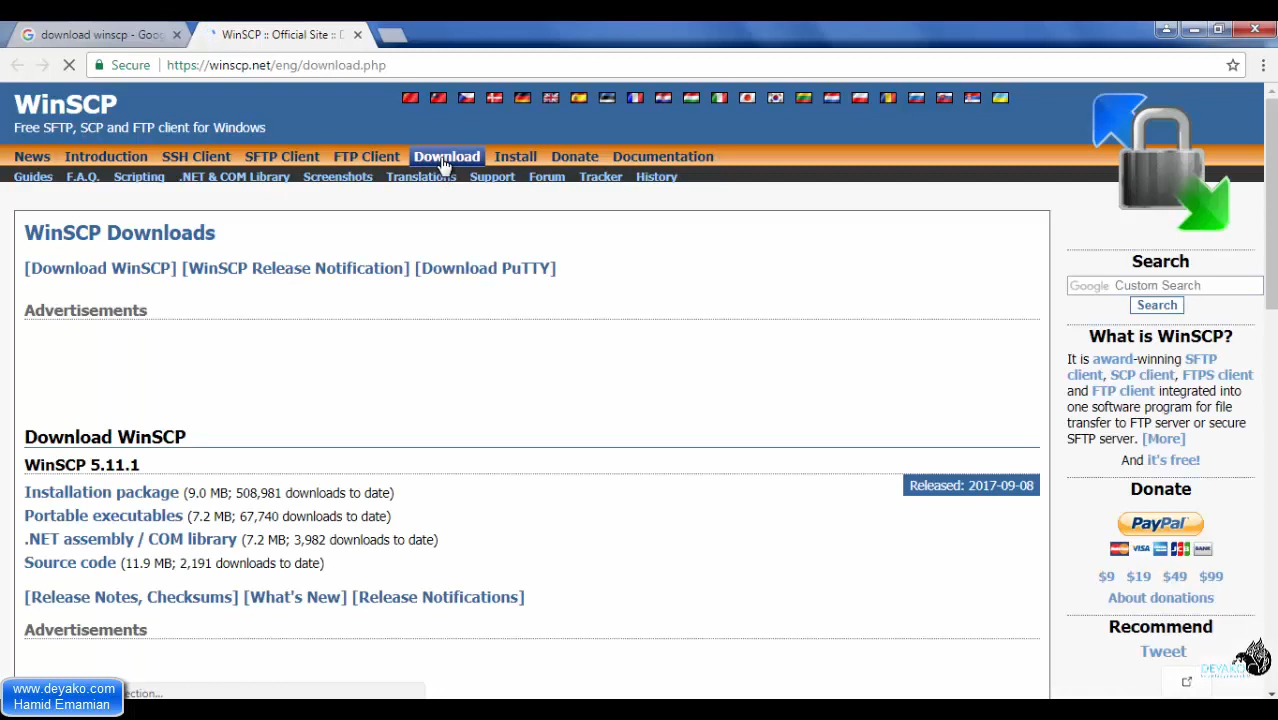 download winscp - Goog
WinSCP :: Official Site :: D
Secure
https://winscp.net/eng/download.php
WinSCP
Free SFTP, SCP and FTP client for Windows
News Introduction SSH Client SFTP Client FTP Client Download Install Donate Documentation
Guides F.A.Q. Scripting .NET & COM Library Screenshots Translations Support Forum Tracker History
WinSCP Downloads
[Download WinSCP] [WinSCP Release Notification] [Download PuTTY]
Advertisements
Download WinSCP
WinSCP 5.11.1
Released: 2017-09-08
Installation package (9.0 MB; 508,981 downloads to date)
Portable executables (7.2 MB; 67,740 downloads to date)
.NET assembly / COM library (7.2 MB; 3,982 downloads to date)
Source code (11.9 MB; 2,191 downloads to date)
[Release Notes, Checksums] [What's New] [Release Notifications]
Advertisements
Search
Google Custom Search
Search
What is WinSCP?
It is award-winning SFTP
client, SCP client, FTPS client
and FTP client integrated into
one software program for file
transfer to FTP server or secure
SFTP server. [More]
And it's free!
Donate
PayPal
VISA JCB BANK
$9 $19 $49 $99
About donations
Recommend
Tweet
DEYAKO
www.deyako.com
Hamid Emamian
ection...